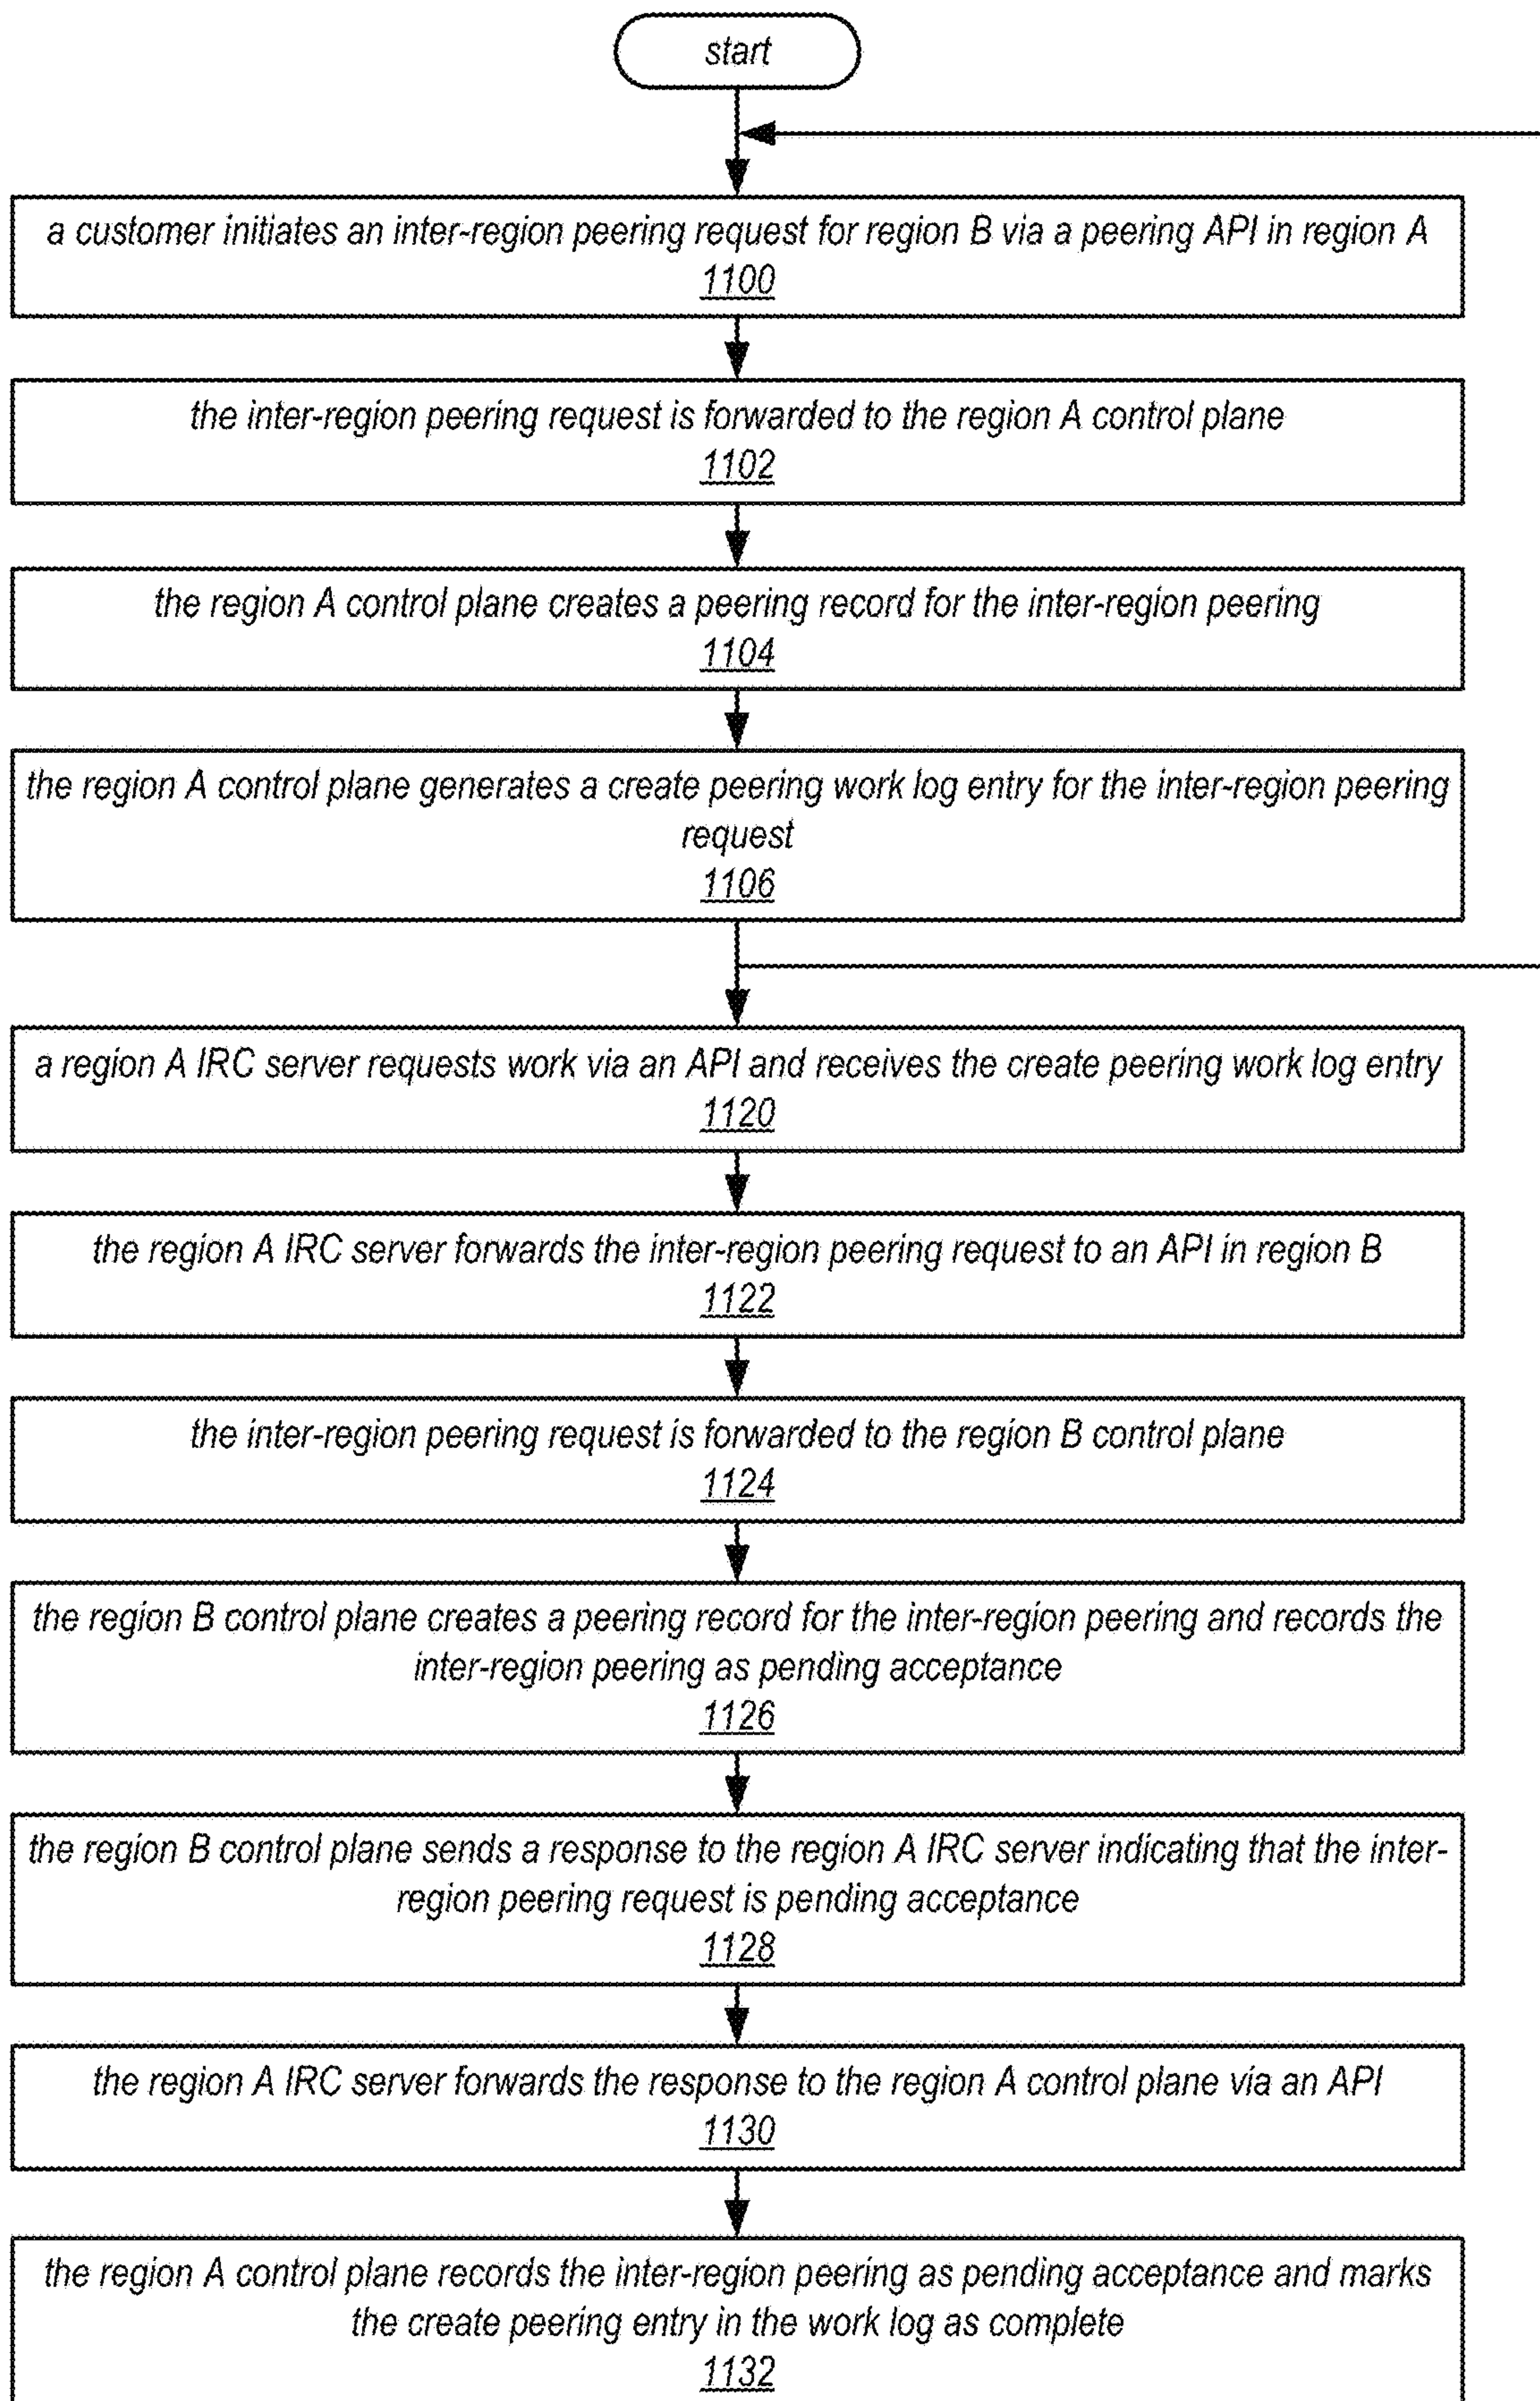 start
a customer initiates an inter-region peering request for region B via a peering API in region A
1100
the inter-region peering request is forwarded to the region A control plane
1102
the region A control plane creates a peering record for the inter-region peering
1104
the region A control plane generates a create peering work log entry for the inter-region peering
request
1106
a region A IRC server requests work via an API and receives the create peering work log entry
1120
the region A IRC server forwards the inter-region peering request to an API in region B
1122
the inter-region peering request is forwarded to the region B control plane
1124
the region B control plane creates a peering record for the inter-region peering and records the
inter-region peering as pending acceptance
1126
the region B control plane sends a response to the region A IRC server indicating that the inter-
region peering request is pending acceptance
1128
the region A IRC server forwards the response to the region A control plane via an API
1130
the region A control plane records the inter-region peering as pending acceptance and marks
the create peering entry in the work log as complete
1132